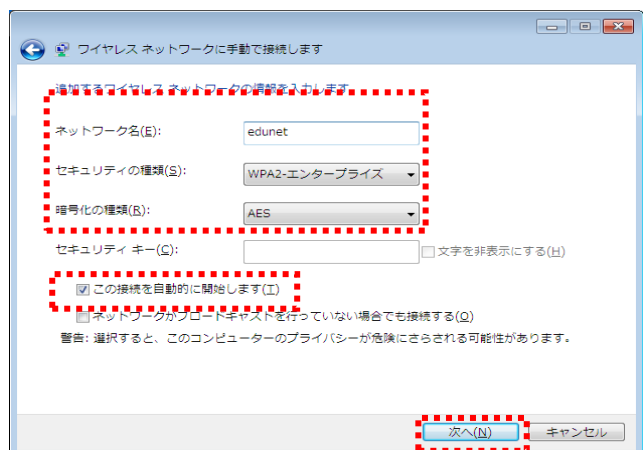 ワイヤレス ネットワークに手動で接続します
追加するワイヤレス ネットワークの情報を入力します
ネットワーク名(E): edunet
セキュリティの種類(S): WPA2-エンタープライズ
暗号化の種類(R): AES
セキュリティ キー(C): 文字を非表示にする(H)
この接続を自動的に開始します(T)
ネットワークがブロードキャストを行っていない場合でも接続する(O)
警告: 選択すると、このコンピューターのプライバシーが危険にさらされる可能性があります。
次へ(N) キャンセル